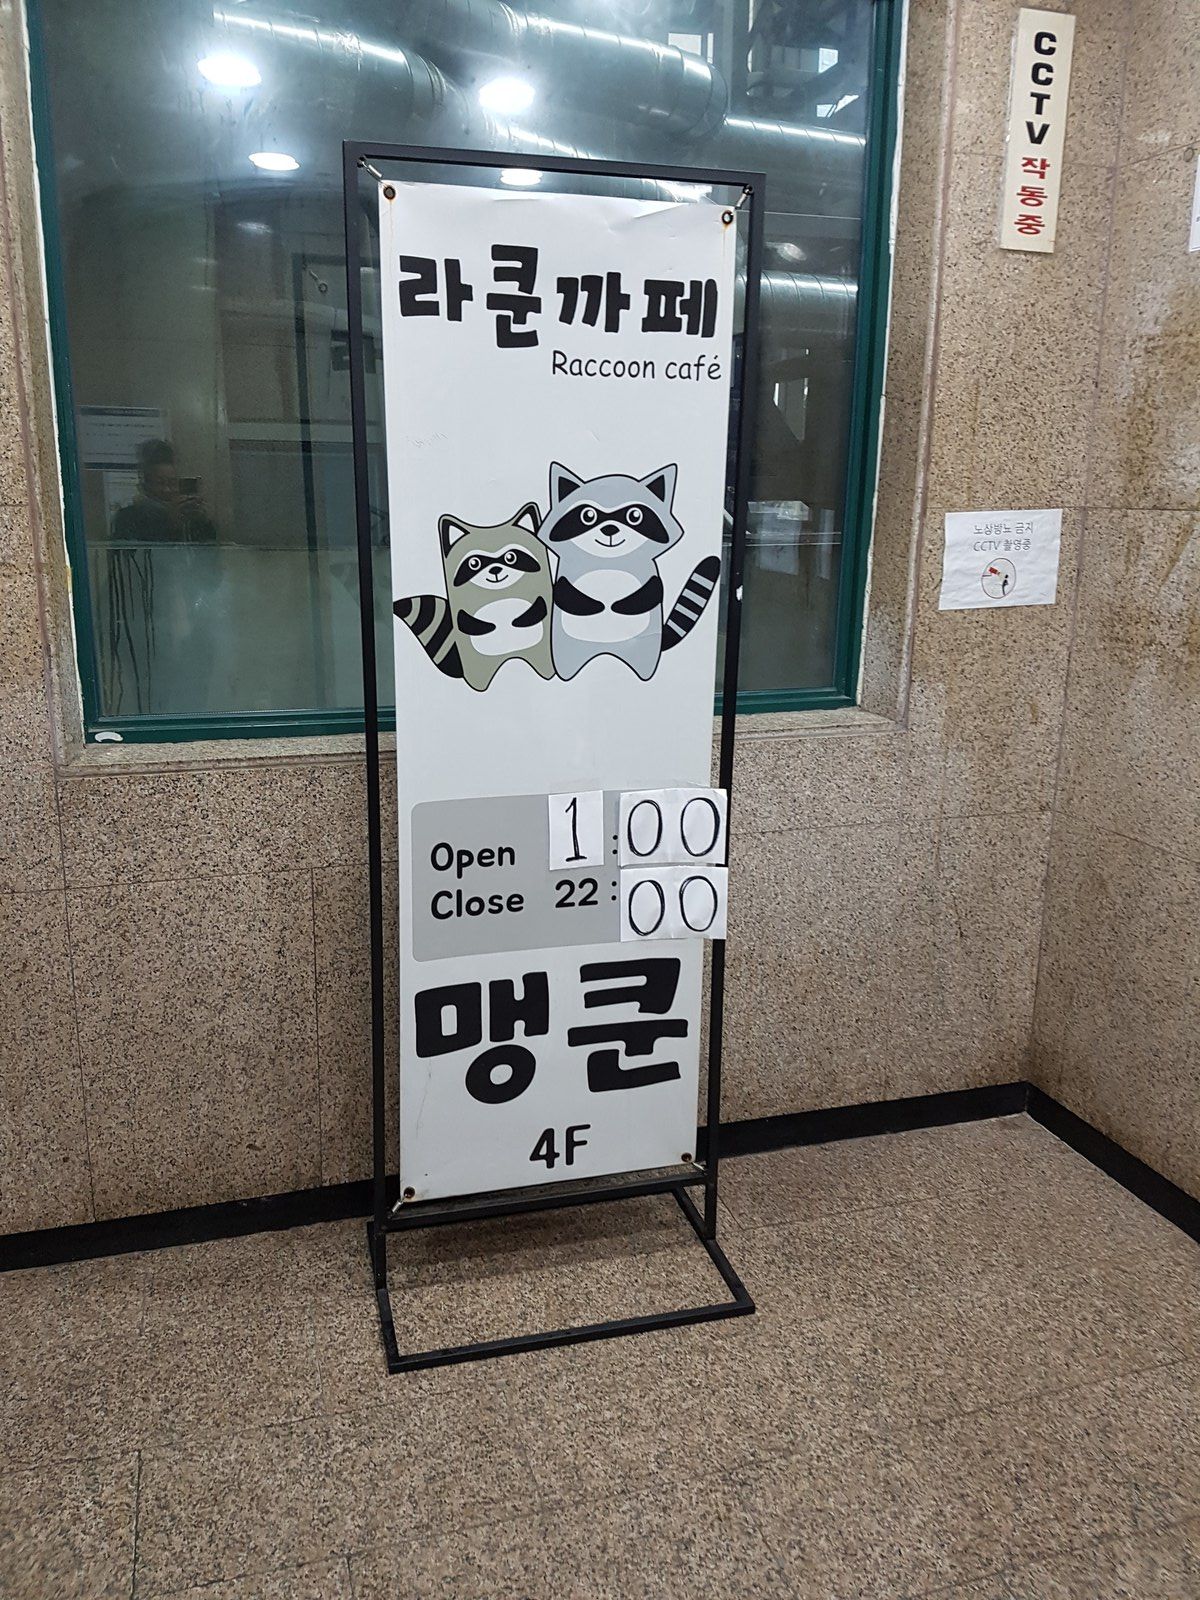 라쿤까페
Raccoon café
Open 1:00
Close 22:00
맹쿤
4F
CCTV 작동중
노상방뇨 금지
CCTV 촬영중